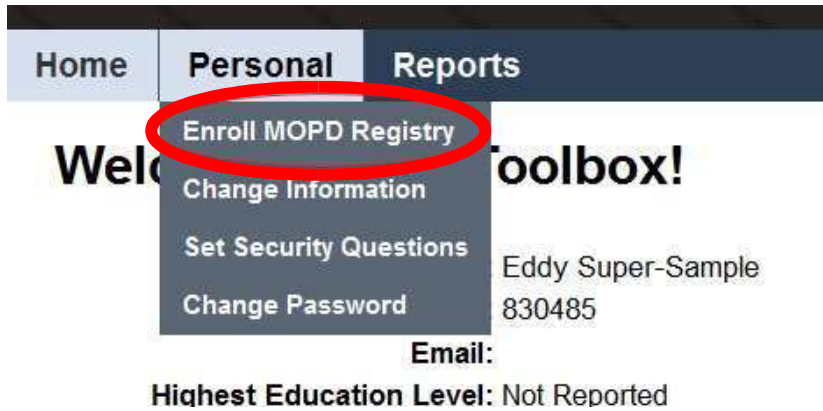 Home Personal Reports
Enroll MOPD Registry
Wel oolbox!
Change Information
Set Security Questions
Eddy Super-Sample
Change Password
830485
Email:
Highest Education Level: Not Reported